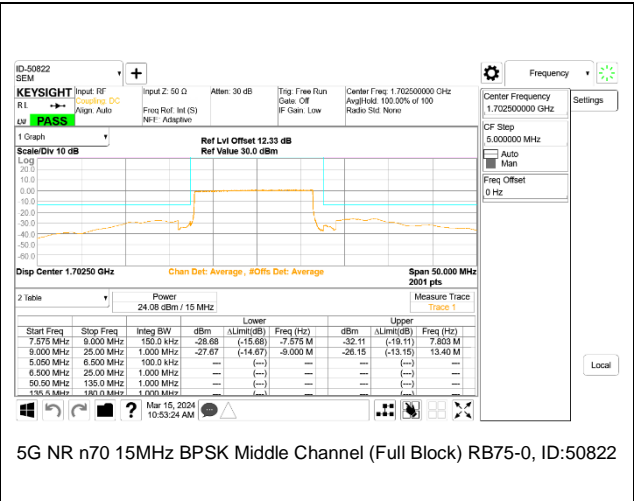 ID-50822
SEM
Frequency
KEYSIGHT Input: RF Input Z: 50 Ω Atten: 30 dB Trig: Free Run Center Freq: 1.702500000 GHz
RL Coupling: DC Gate: Off Avg|Hold: 100.00% of 100
Align: Auto Freq Ref: Int (S) IF Gain: Low Radio Std: None
PASS NFE: Adaptive
Center Frequency
1.702500000 GHz
Settings
CF Step
5.000000 MHz
Auto
Man
Freq Offset
0 Hz
1 Graph
Ref Lvl Offset 12.33 dB
Scale/Div 10 dB Ref Value 30.0 dBm
Log
20.0
10.0
0.00
-10.0
-20.0
-30.0
-40.0
-50.0
-60.0
Disp Center 1.70250 GHz Chan Det: Average, #Offs Det: Average Span 50.000 MHz
2001 pts
2 Table Power Measure Trace
24.08 dBm / 15 MHz Trace 1
Lower Upper
Start Freq Stop Freq Integ BW dBm ΔLimit(dB) Freq (Hz) dBm ΔLimit(dB) Freq (Hz)
7.575 MHz 9.000 MHz 150.0 kHz -28.68 (-15.68) -7.575 M -32.11 (-19.11) 7.803 M
9.000 MHz 25.00 MHz 1.000 MHz -27.67 (-14.67) -9.000 M -26.15 (-13.15) 13.40 M
5.050 MHz 6.500 MHz 100.0 kHz --- (---) --- --- (---) ---
6.500 MHz 25.00 MHz 1.000 MHz --- (---) --- --- (---) ---
50.50 MHz 135.0 MHz 1.000 MHz --- (---) --- --- (---) ---
135.5 MHz 180.0 MHz 1.000 MHz --- (---) --- --- (---) ---
Local
? Mar 15, 2024
10:53:24 AM
5G NR n70 15MHz BPSK Middle Channel (Full Block) RB75-0, ID:50822